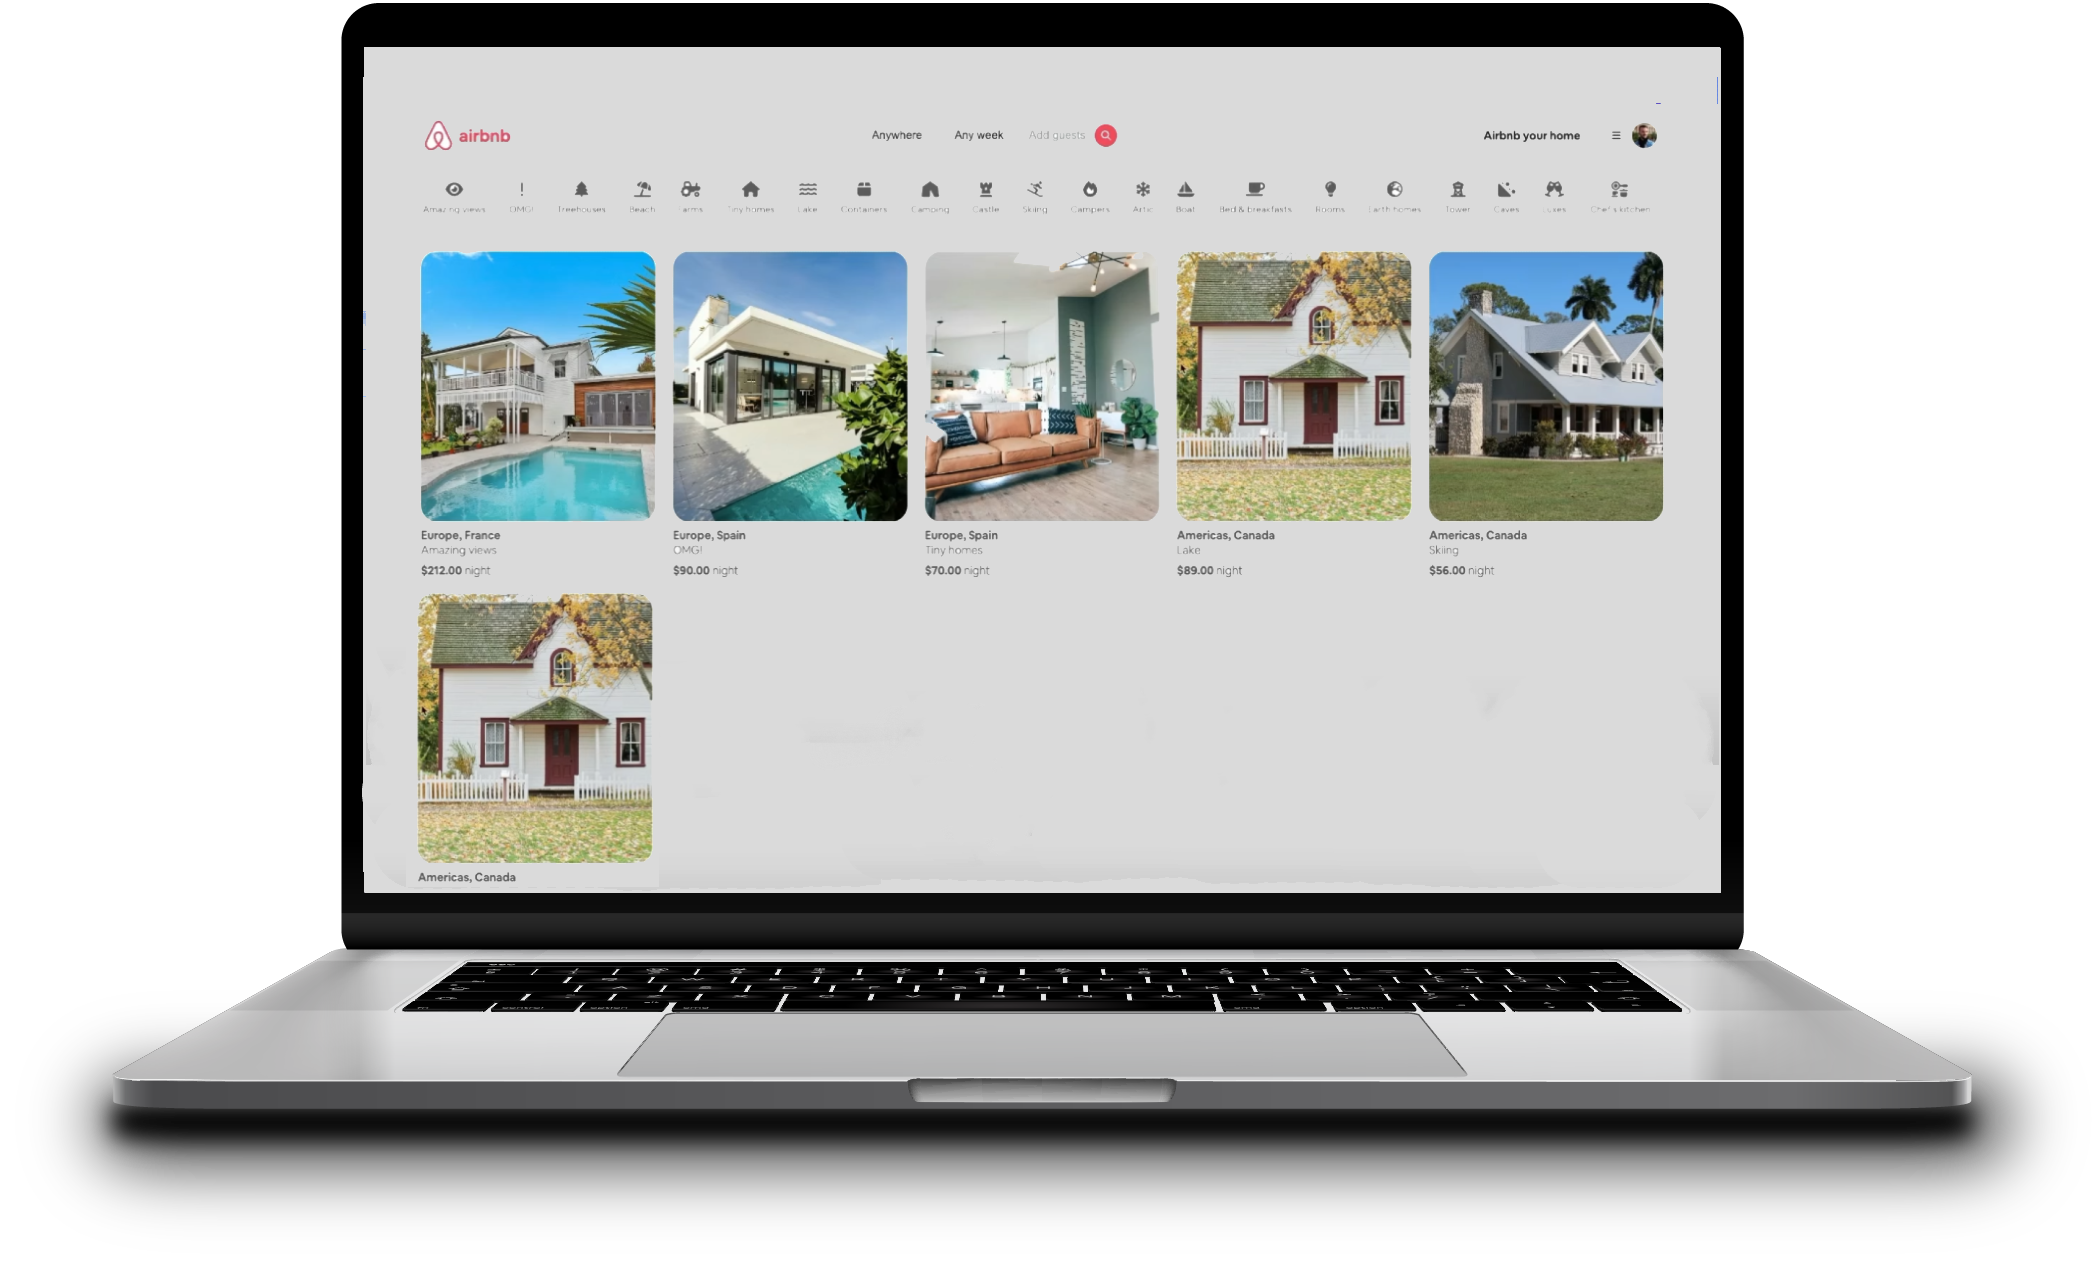 airbnb
Anywhere Any week Add guests
Airbnb your home
Amazing views OMG! Treehouses Beach Farms Tiny homes Lake Containers Camping Castle Skiing Campers Artic Boat Bed & breakfasts Rooms Earth homes Tower Caves Luxes Chef's kitchen
Europe, France
Amazing views
$212.00 night
Europe, Spain
OMG!
$90.00 night
Europe, Spain
Tiny homes
$70.00 night
Americas, Canada
Lake
$89.00 night
Americas, Canada
Skiing
$56.00 night
Americas, Canada